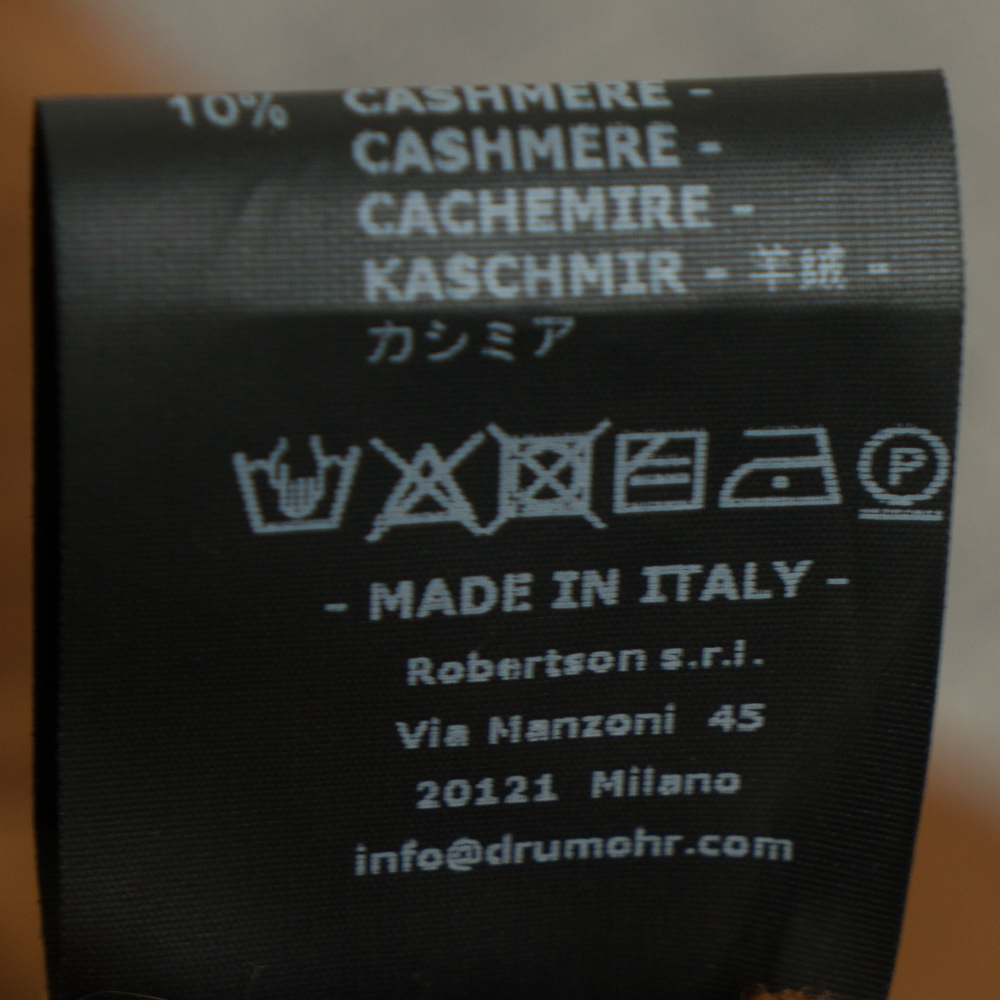 10% CASHMERE -
CASHMERE -
CACHEMIRE -
KASCHMIR - 羊絨 -
カシミア
P
- MADE IN ITALY -
Robertson s.r.l.
Via Manzoni 45
20121 Milano
info@drumohr.com